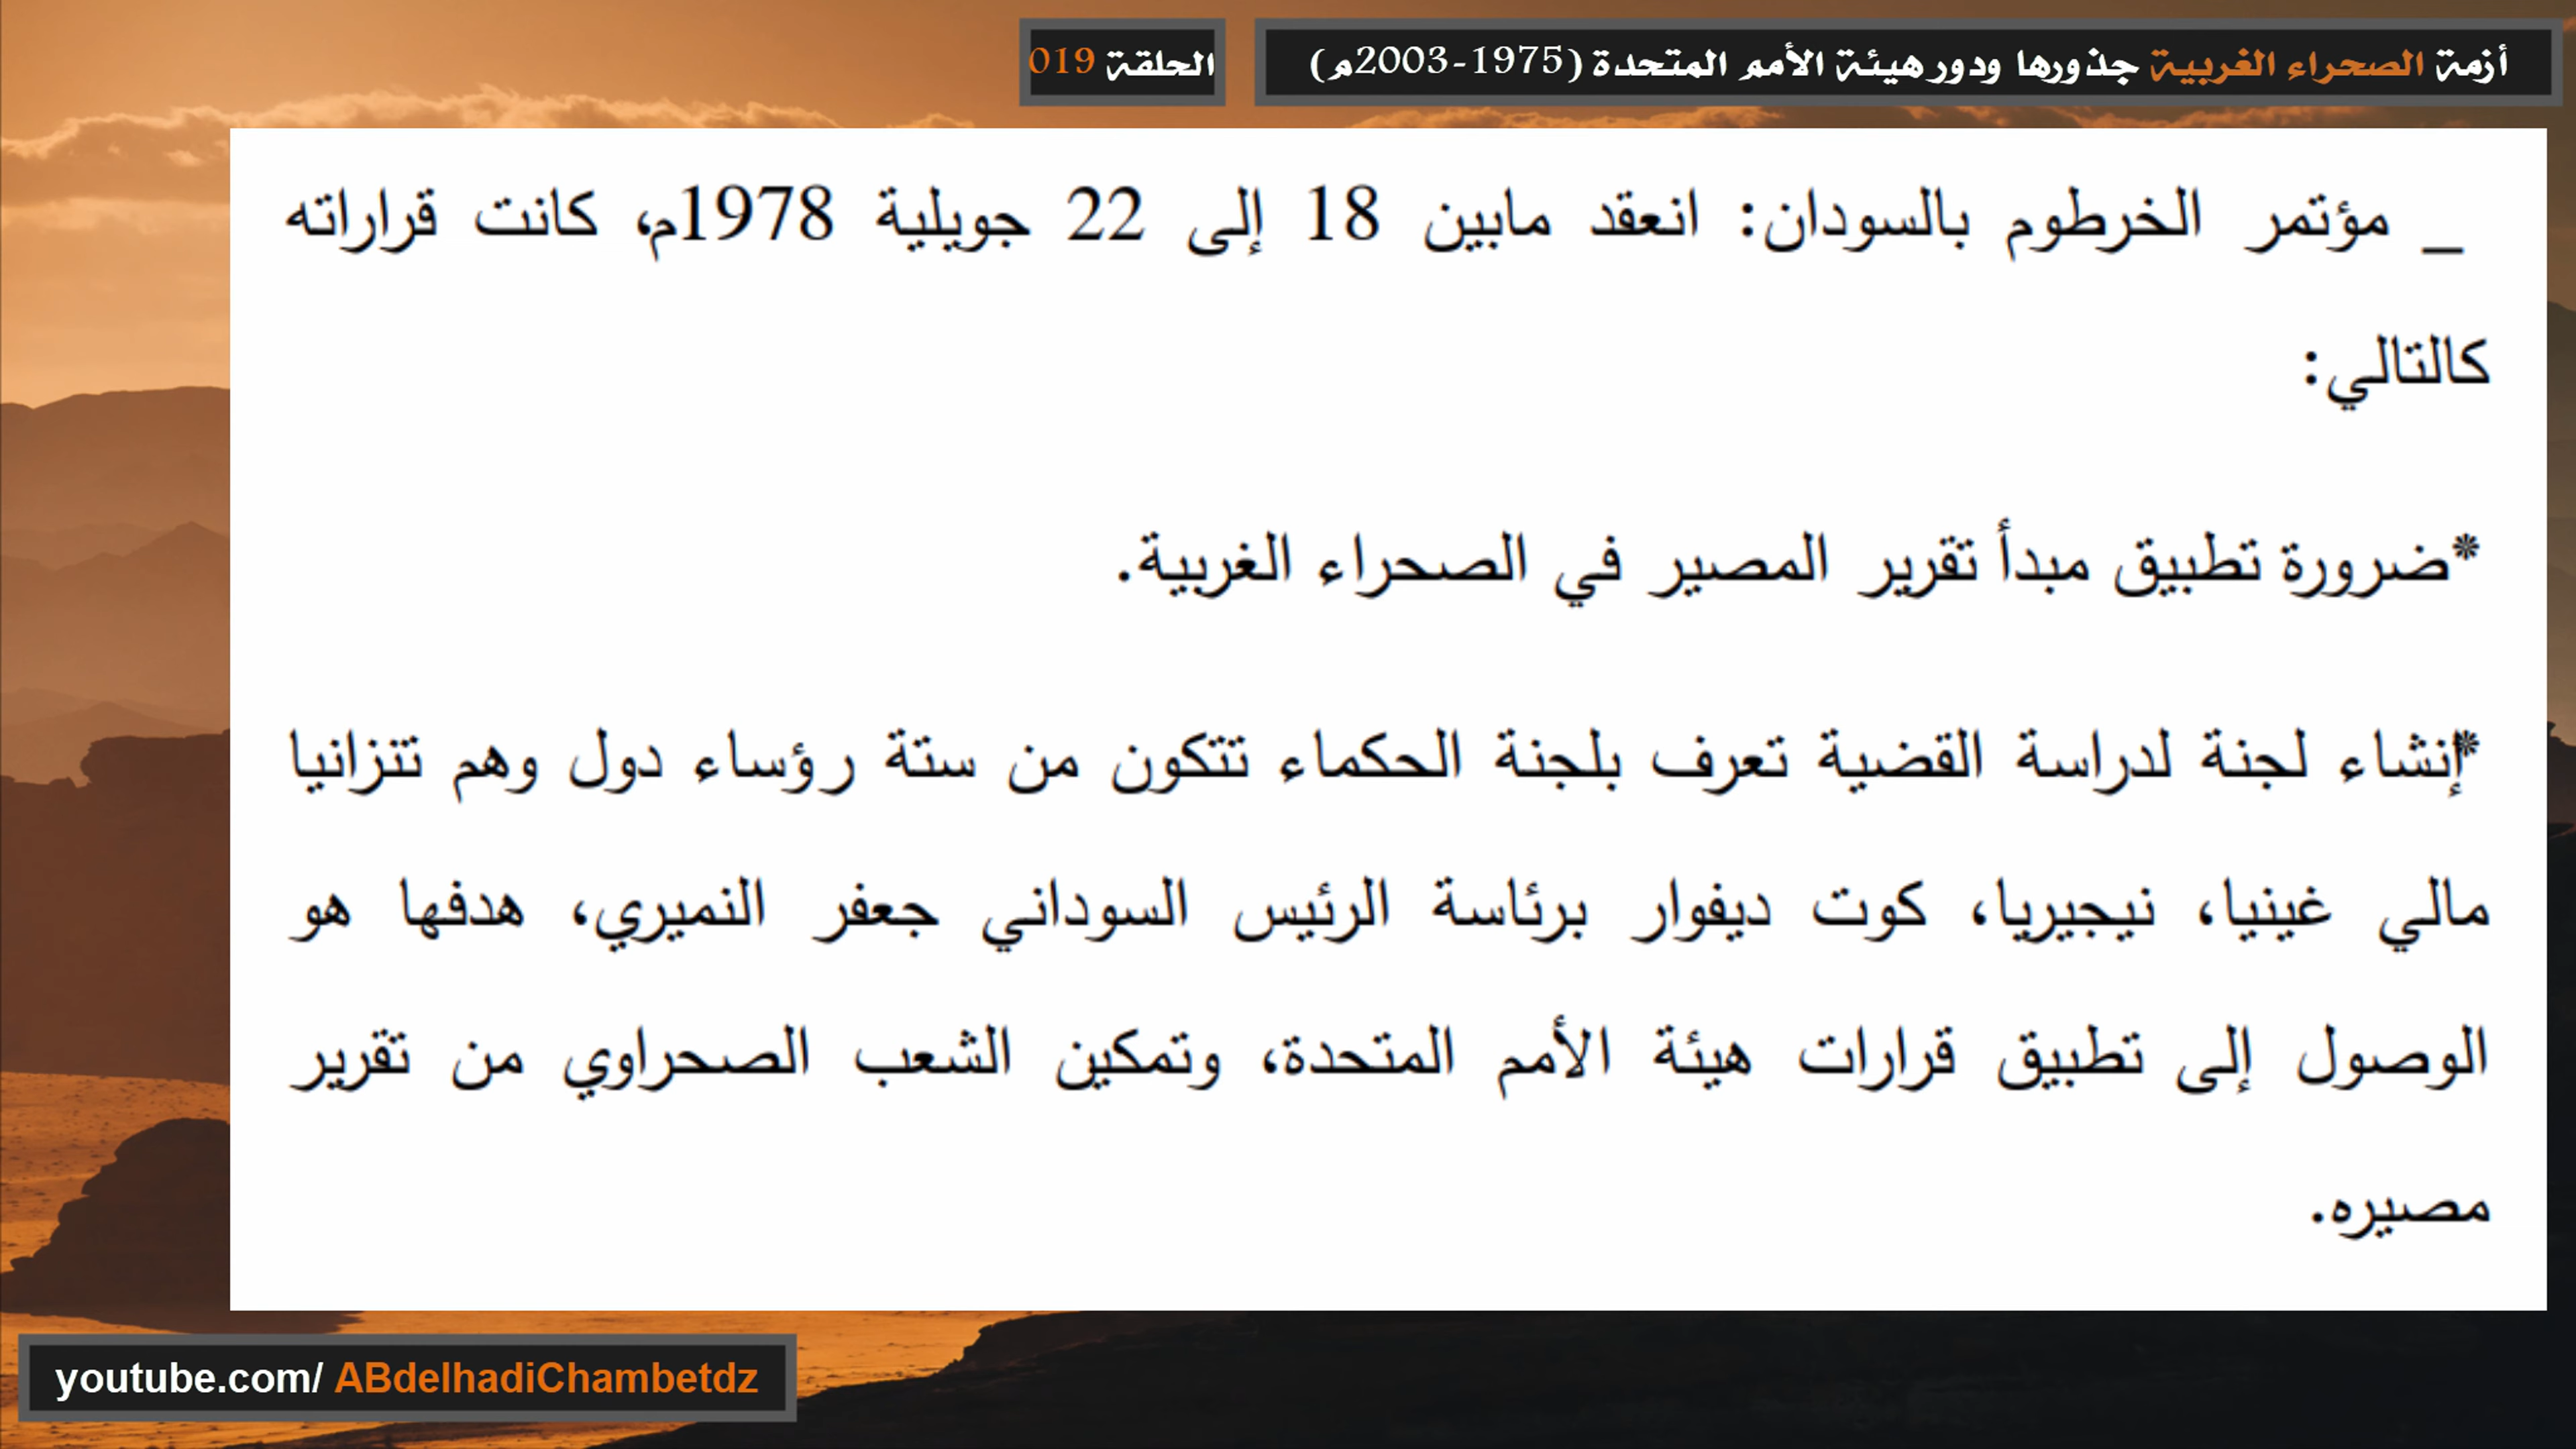 أزمة الصحراء الغربية جذورها ودور هيئة الأمم المتحدة (1975-2003م)
الحلقة 019
_ مؤتمر الخرطوم بالسودان: انعقد مابين 18 إلى 22 جويلية 1978م، كانت قراراته
كالتالي:
*ضرورة تطبيق مبدأ تقرير المصير في الصحراء الغربية.
*إنشاء لجنة لدراسة القضية تعرف بلجنة الحكماء تتكون من ستة رؤساء دول وهم تتزانيا
مالي غينيا، نيجيريا، كوت ديفوار برئاسة الرئيس السوداني جعفر النميري، هدفها هو
الوصول إلى تطبيق قرارات هيئة الأمم المتحدة، وتمكين الشعب الصحراوي من تقرير
مصيره.
youtube.com/ ABdelhadiChambetdz